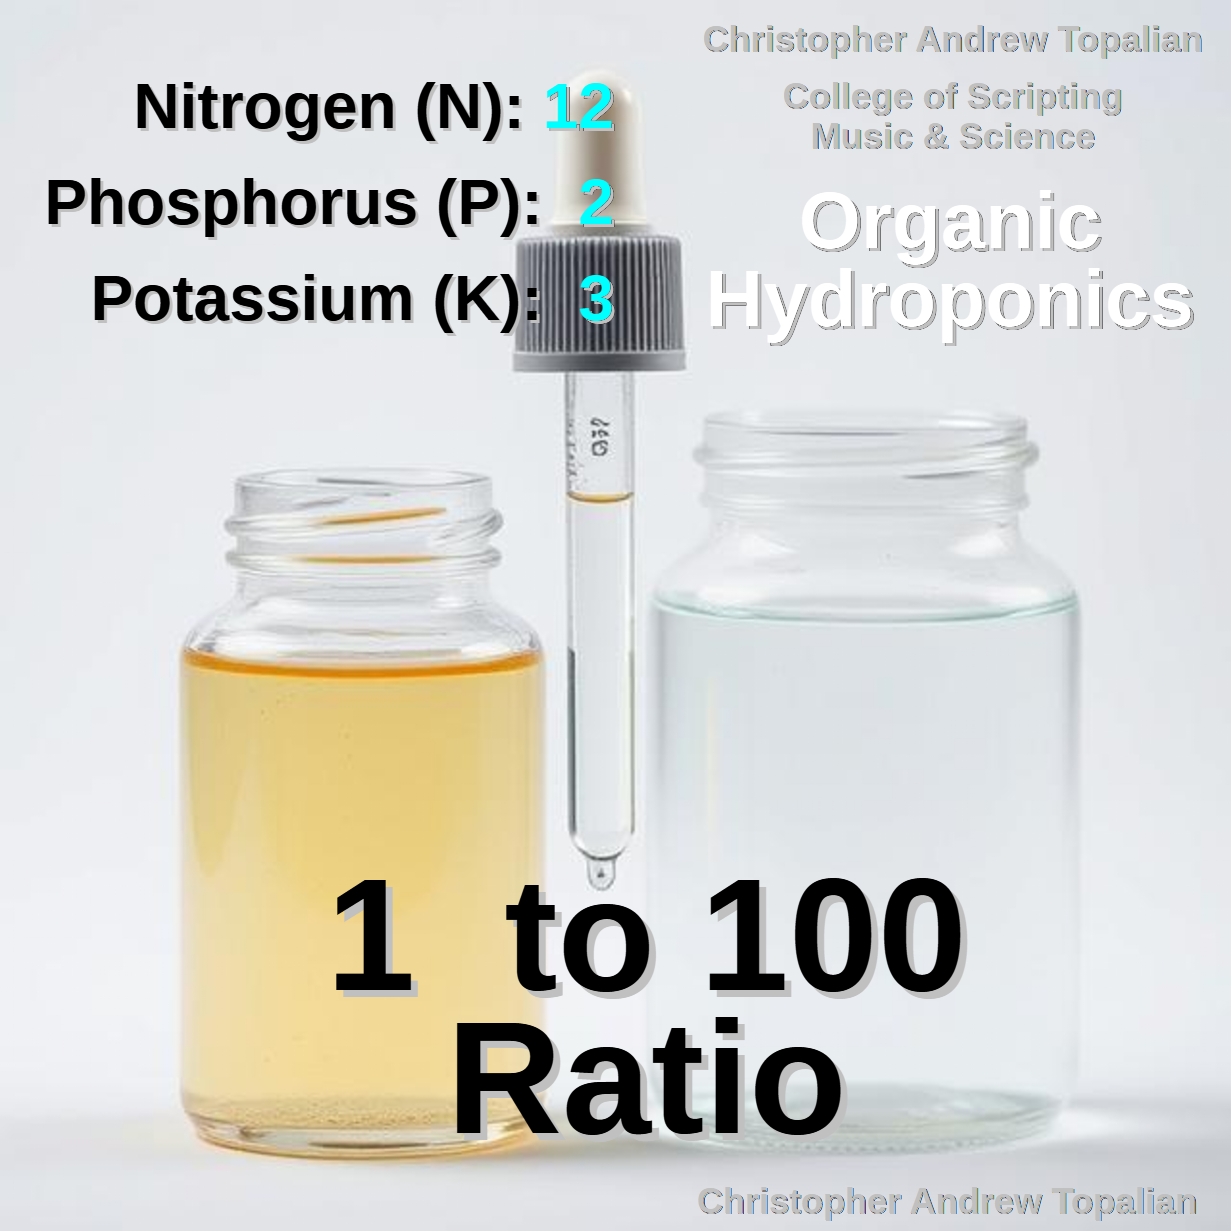 Christopher Andrew Topalian
College of Scripting
Music & Science
Organic
Hydroponics
Nitrogen (N): 12
Phosphorus (P): 2
Potassium (K): 3
1 to 100
Ratio
Christopher Andrew Topalian